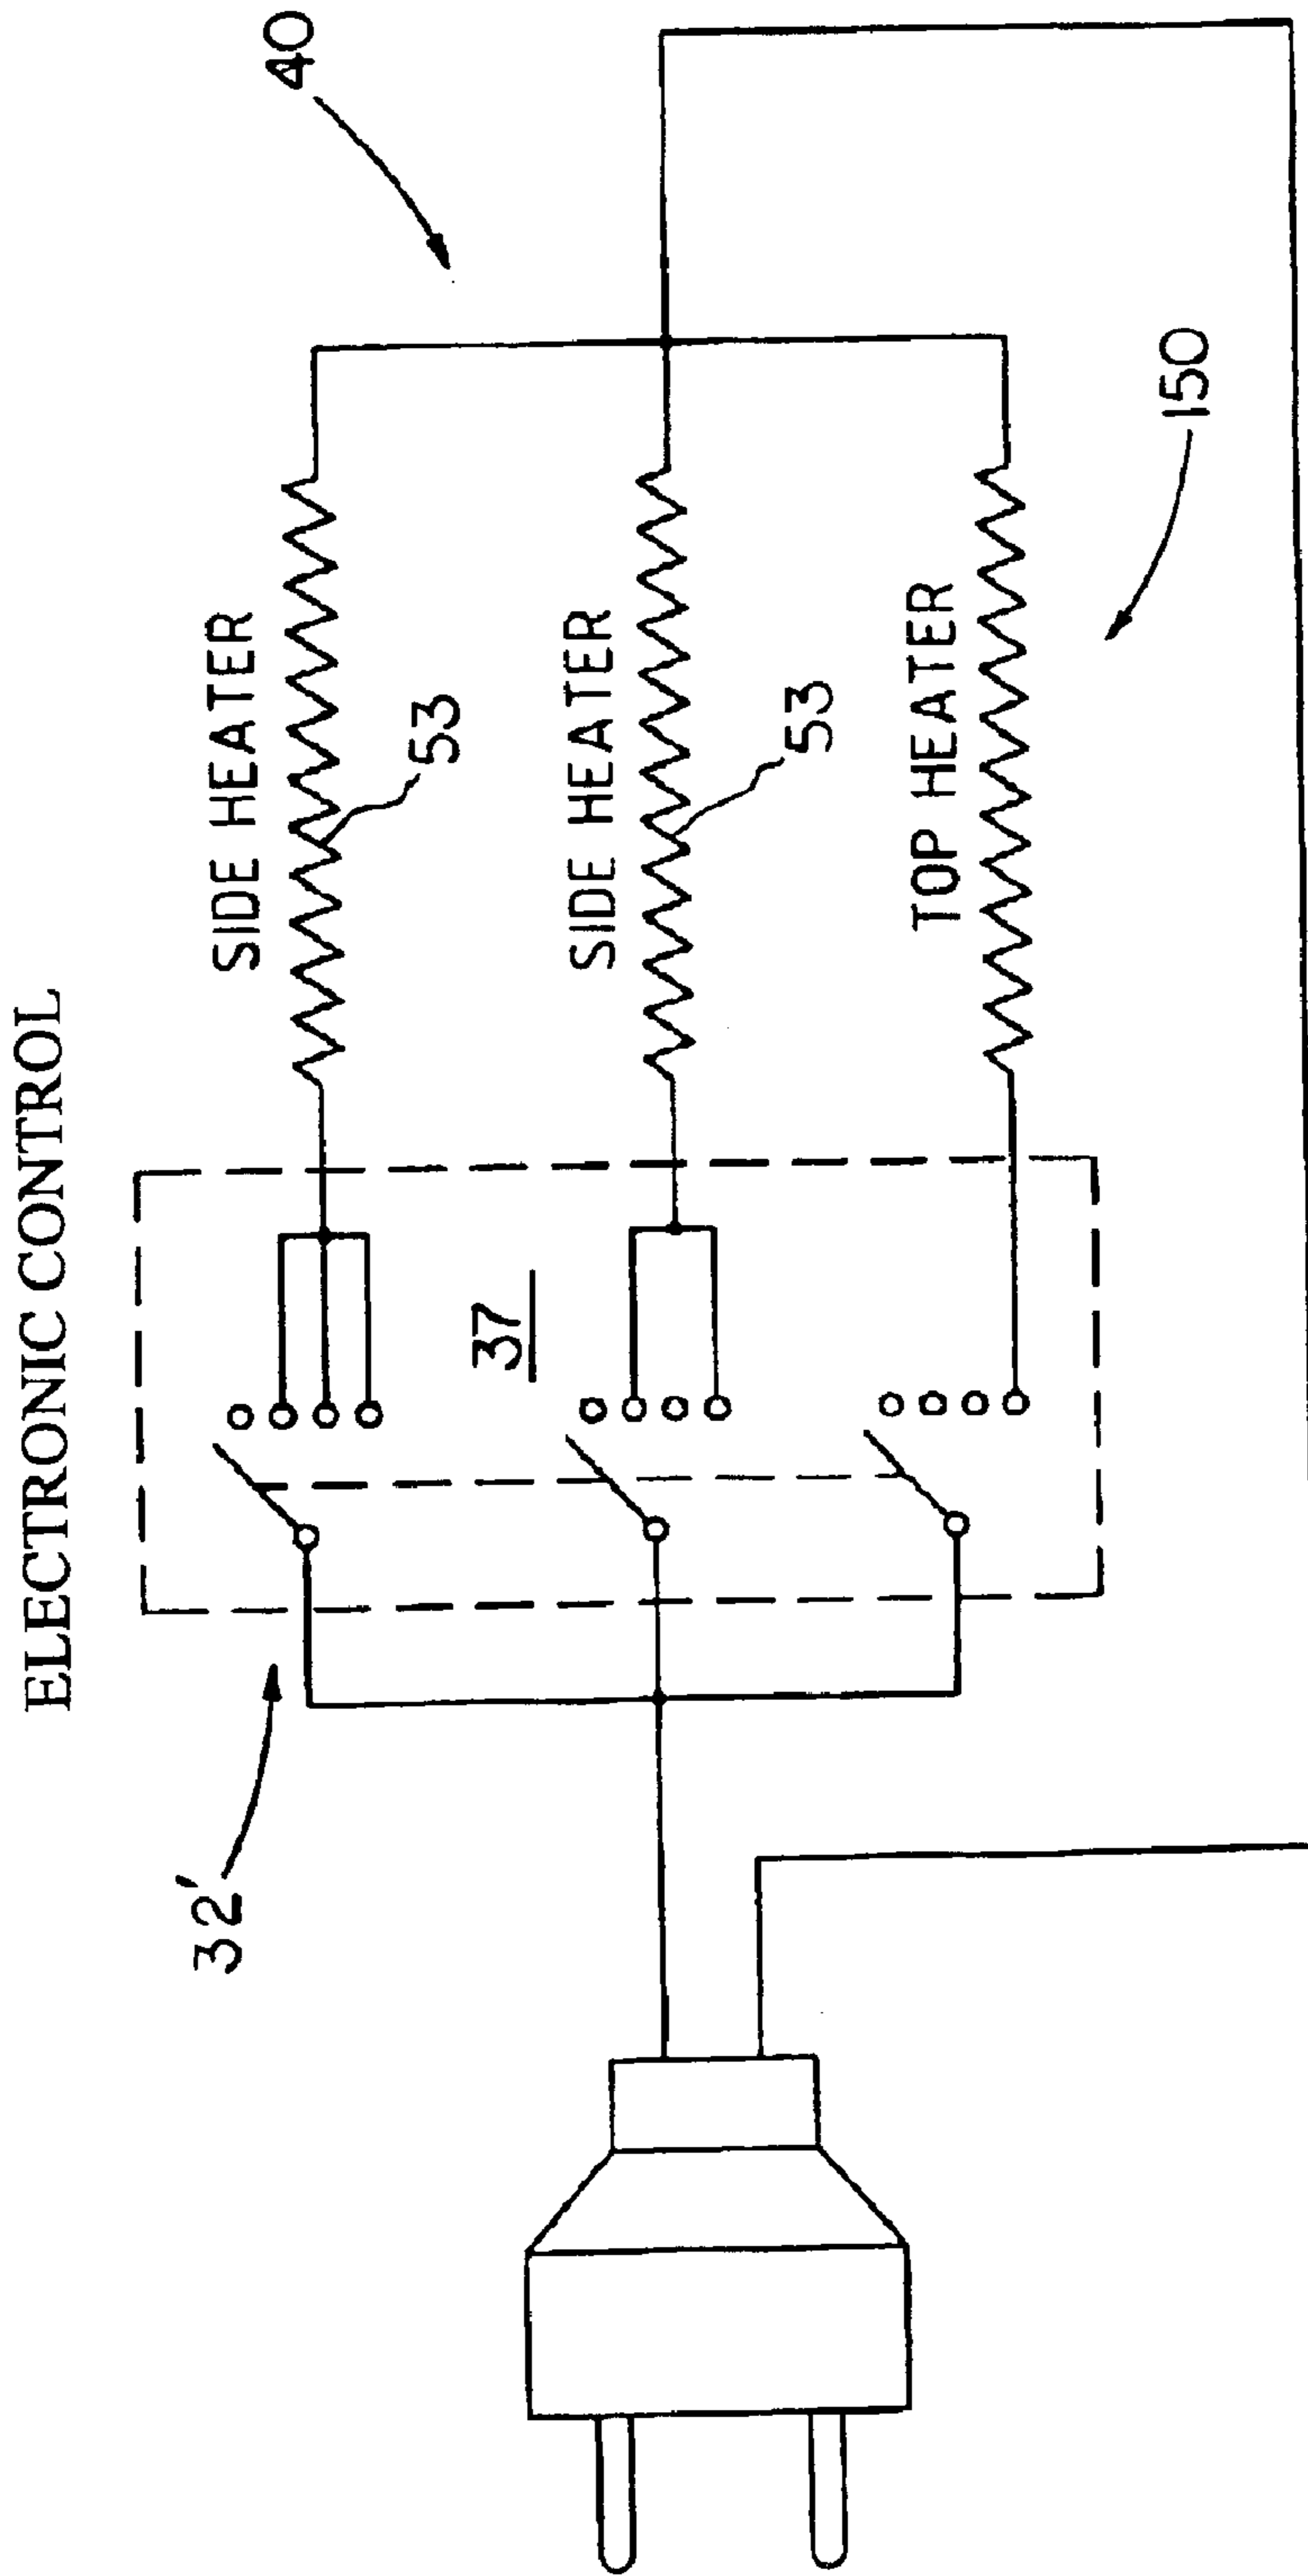 ELECTRONIC CONTROL
32'
40
SIDE HEATER
53
37
SIDE HEATER
53
TOP HEATER
150